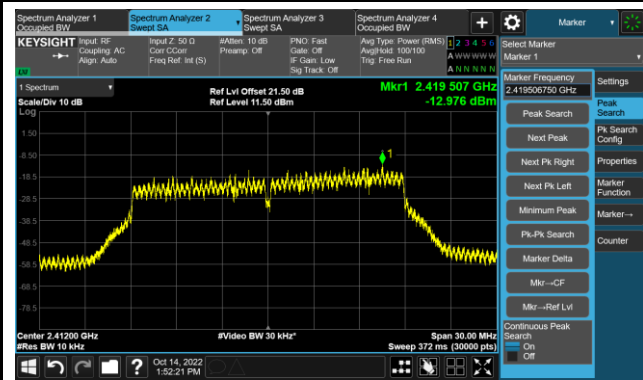 Spectrum Analyzer 1
Occupied BW
Spectrum Analyzer 2
Swept SA
Spectrum Analyzer 3
Swept SA
Spectrum Analyzer 4
Occupied BW
+
Marker
KEYSIGHT
Input: RF
Coupling: AC
Align: Auto
Input Z: 50 Ω
Corr CCorr
Freq Ref: Int (S)
#Atten: 10 dB
Preamp: Off
PNO: Fast
Gate: Off
IF Gain: Low
Sig Track: Off
Avg Type: Power (RMS)
Avg|Hold: 100/100
Trig: Free Run
1 2 3 4 5 6
A W W W W W
A N N N N N
LXI
Select Marker
Marker 1
1 Spectrum
Scale/Div 10 dB
Log
Ref Lvl Offset 21.50 dB
Ref Level 11.50 dBm
Mkr1 2.419 507 GHz
-12.976 dBm
1.50
-8.50
-18.5
-28.5
-38.5
-48.5
-58.5
-68.5
-78.5
1
Center 2.41200 GHz
#Res BW 10 kHz
#Video BW 30 kHz*
Span 30.00 MHz
Sweep 372 ms (30000 pts)
Marker Frequency
2.419506750 GHz
Peak Search
Next Peak
Next Pk Right
Next Pk Left
Minimum Peak
Pk-Pk Search
Marker Delta
Mkr→CF
Mkr→Ref Lvl
Continuous Peak
Search
On
Off
Settings
Peak
Search
Pk Search
Config
Properties
Marker
Function
Marker→
Counter
?
Oct 14, 2022
1:52:21 PM